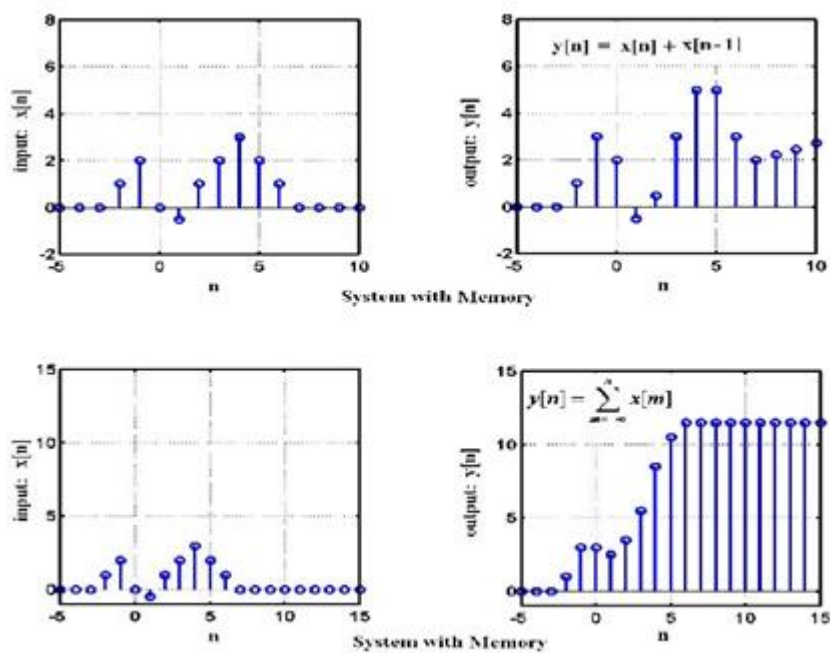 8
6
4
2
0
-2
input: x[n]
-5 0 5 10
n
8
6
4
2
0
-2
output: y[n]
y[n] = x[n] + x[n-1]
-5 0 5 10
n
System with Memory
15
10
5
0
input: x[n]
-5 0 5 10 15
n
15
10
5
0
output: y[n]
y[n] = ∑ x[m]
n
m= -∞
-5 0 5 10 15
n
System with Memory